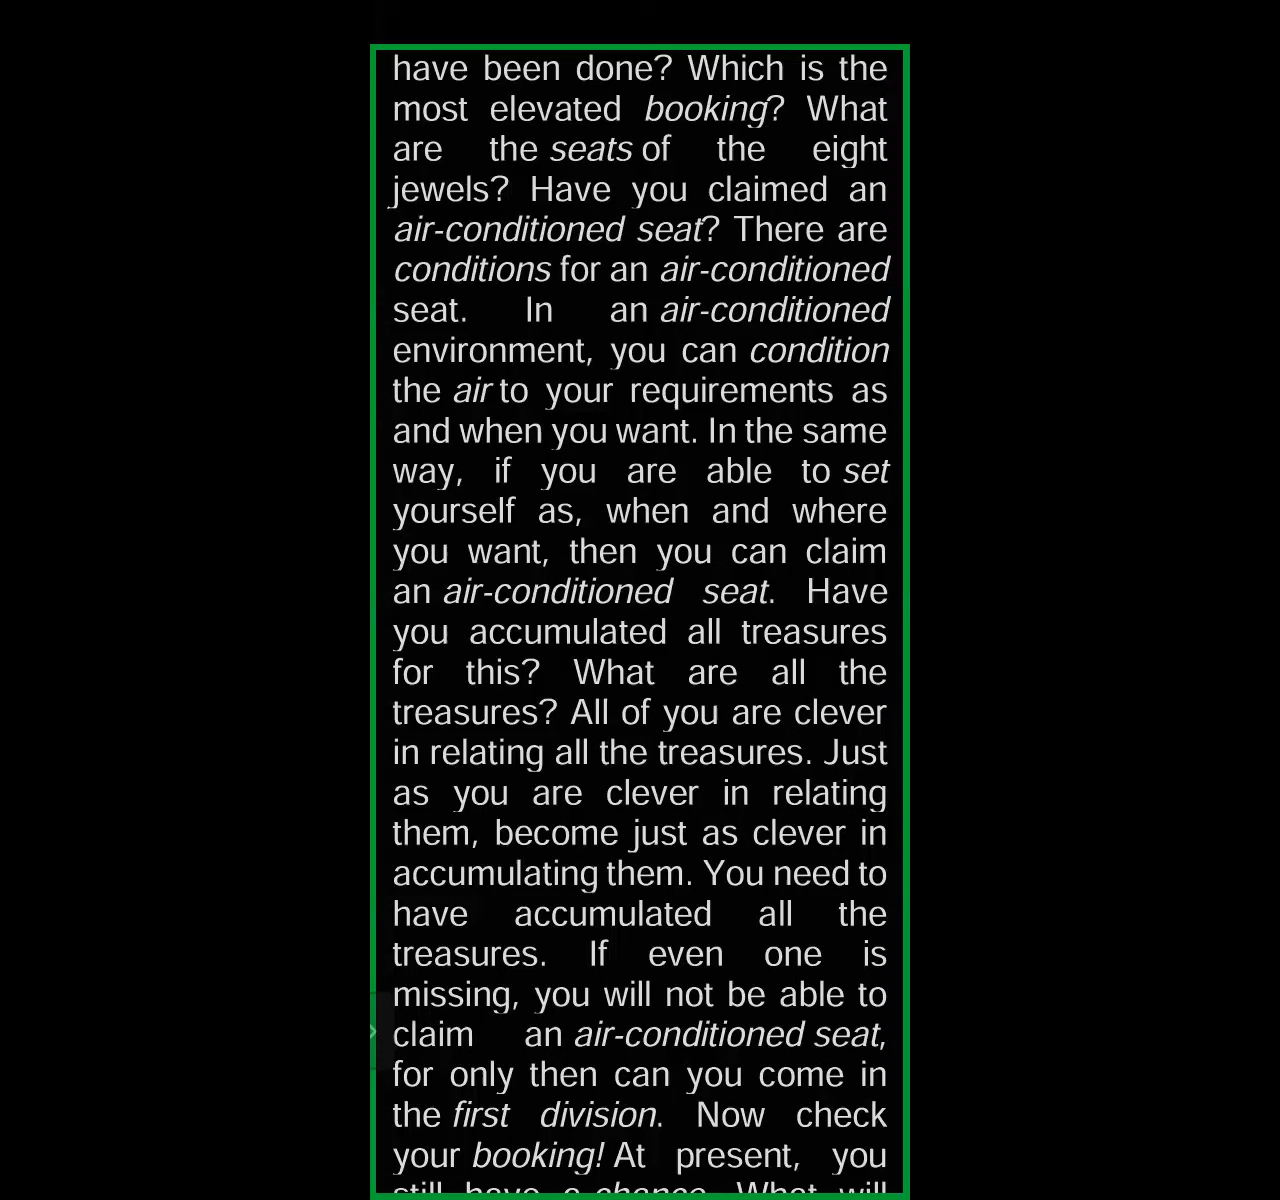 have been done? Which is the
most elevated booking? What
are the seats of the eight
jewels? Have you claimed an
air-conditioned seat? There are
conditions for an air-conditioned
seat. In an air-conditioned
environment, you can condition
the air to your requirements as
and when you want. In the same
way, if you are able to set
yourself as, when and where
you want, then you can claim
an air-conditioned seat. Have
you accumulated all treasures
for this? What are all the
treasures? All of you are clever
in relating all the treasures. Just
as you are clever in relating
them, become just as clever in
accumulating them. You need to
have accumulated all the
treasures. If even one is
missing, you will not be able to
claim an air-conditioned seat,
for only then can you come in
the first division. Now check
your booking! At present, you
still have a chance. What will